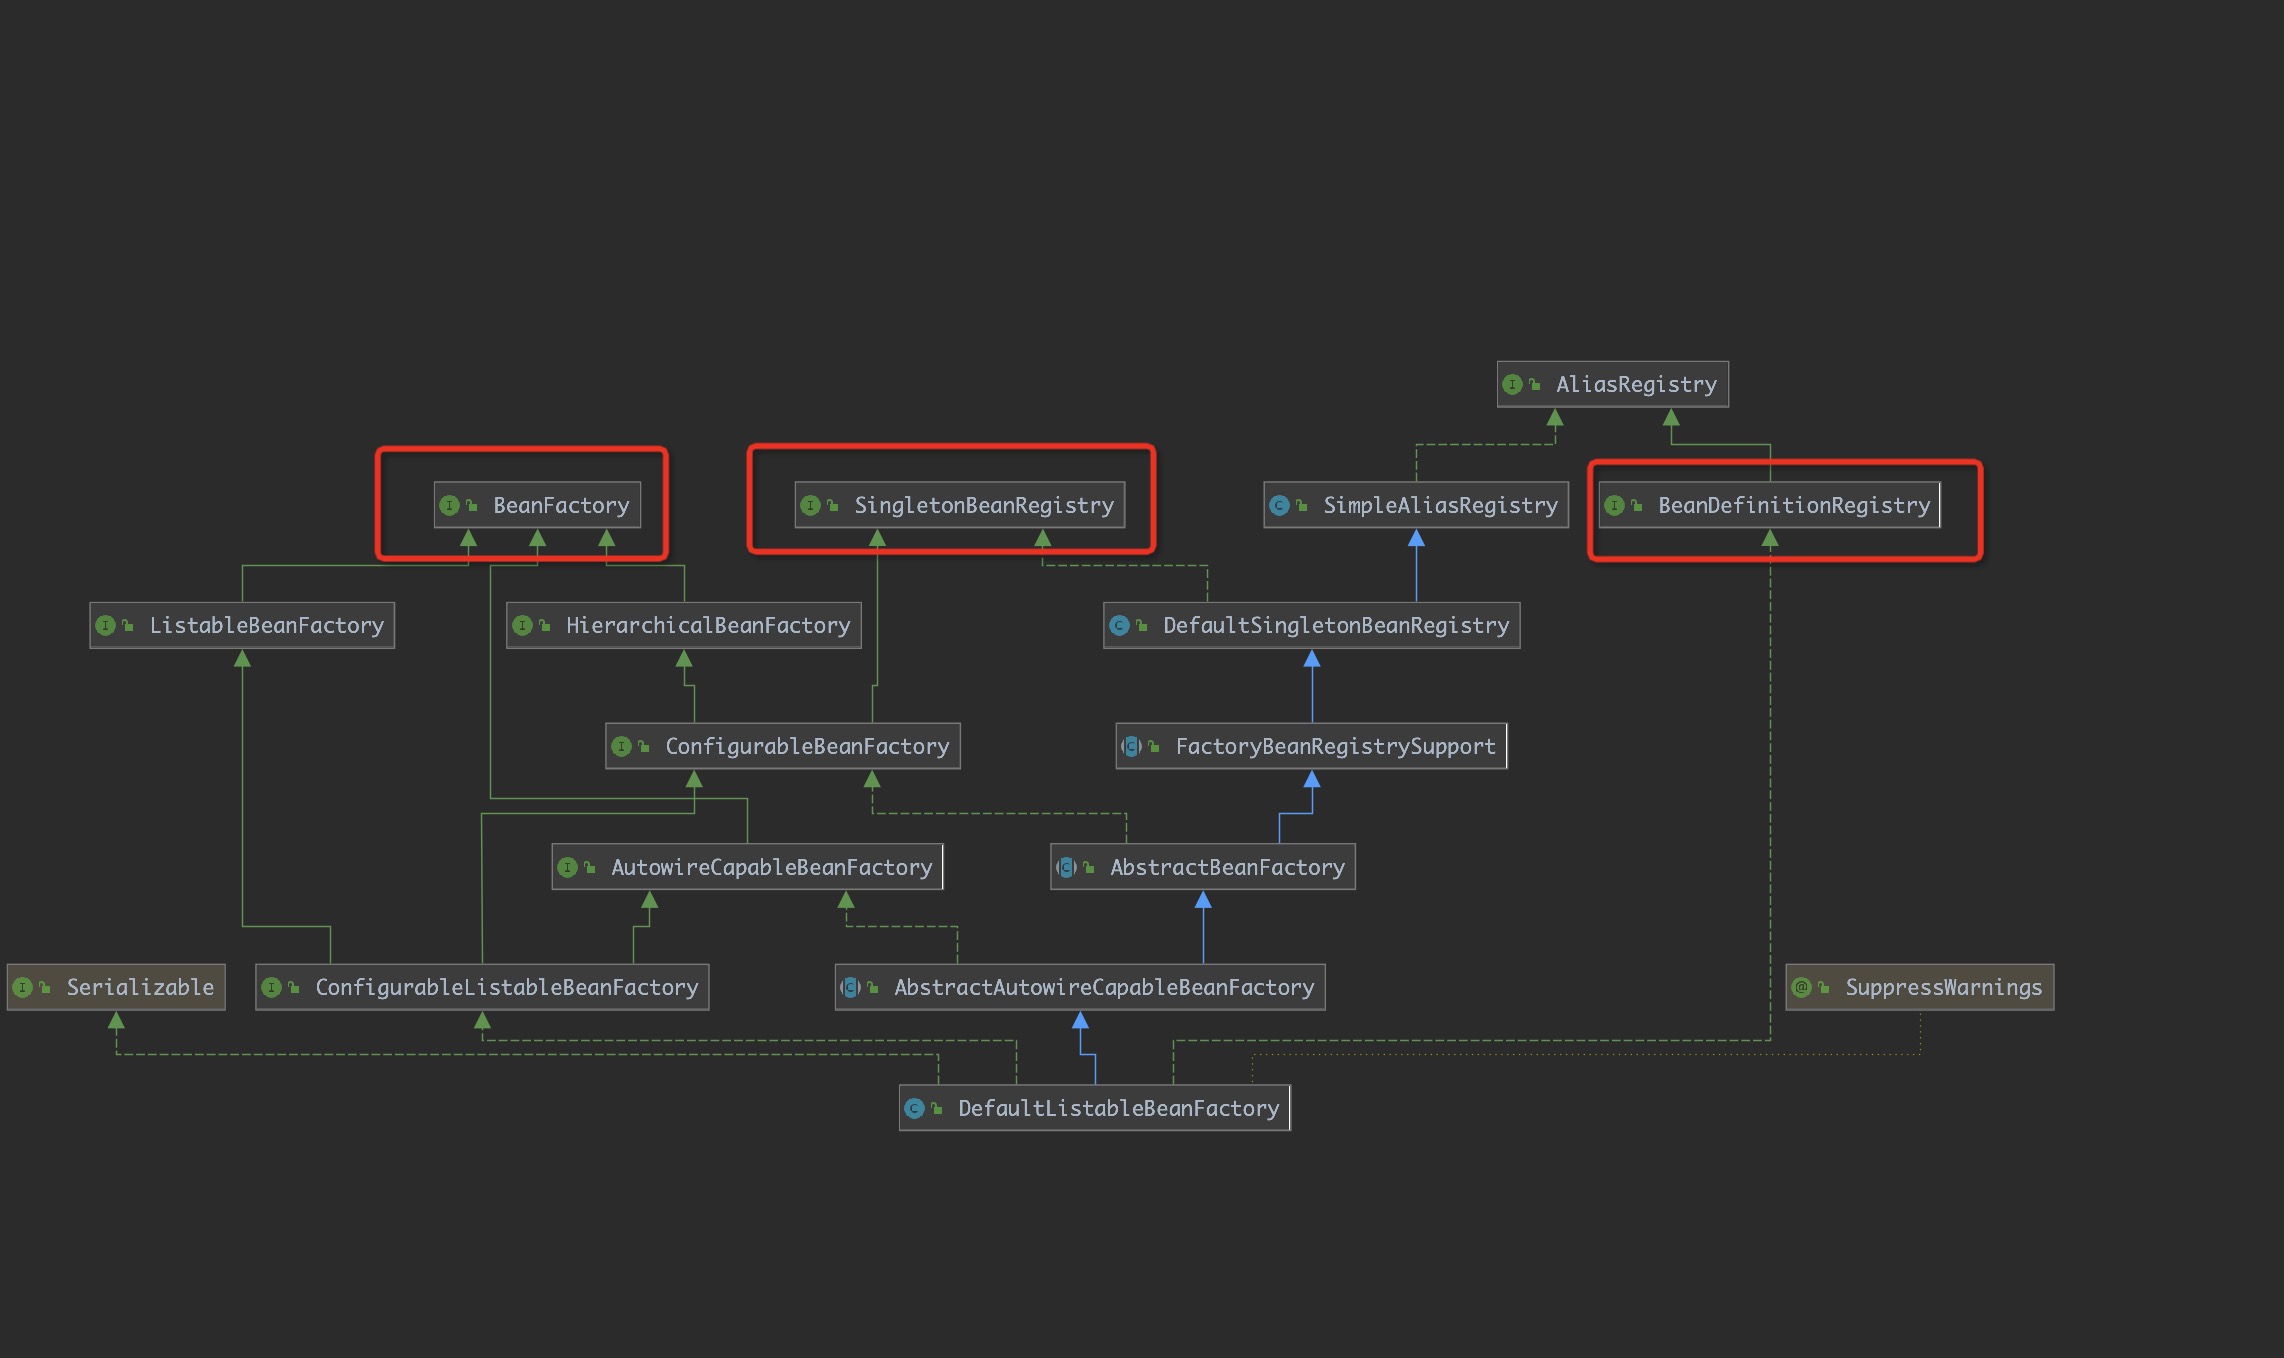 AliasRegistry
BeanFactory
SingletonBeanRegistry
SimpleAliasRegistry
BeanDefinitionRegistry
ListableBeanFactory
HierarchicalBeanFactory
DefaultSingletonBeanRegistry
ConfigurableBeanFactory
FactoryBeanRegistrySupport
AutowireCapableBeanFactory
AbstractBeanFactory
Serializable
ConfigurableListableBeanFactory
AbstractAutowireCapableBeanFactory
SuppressWarnings
DefaultListableBeanFactory